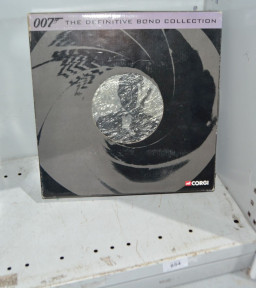 007 THE DEFINITIVE BOND COLLECTION
CORGI